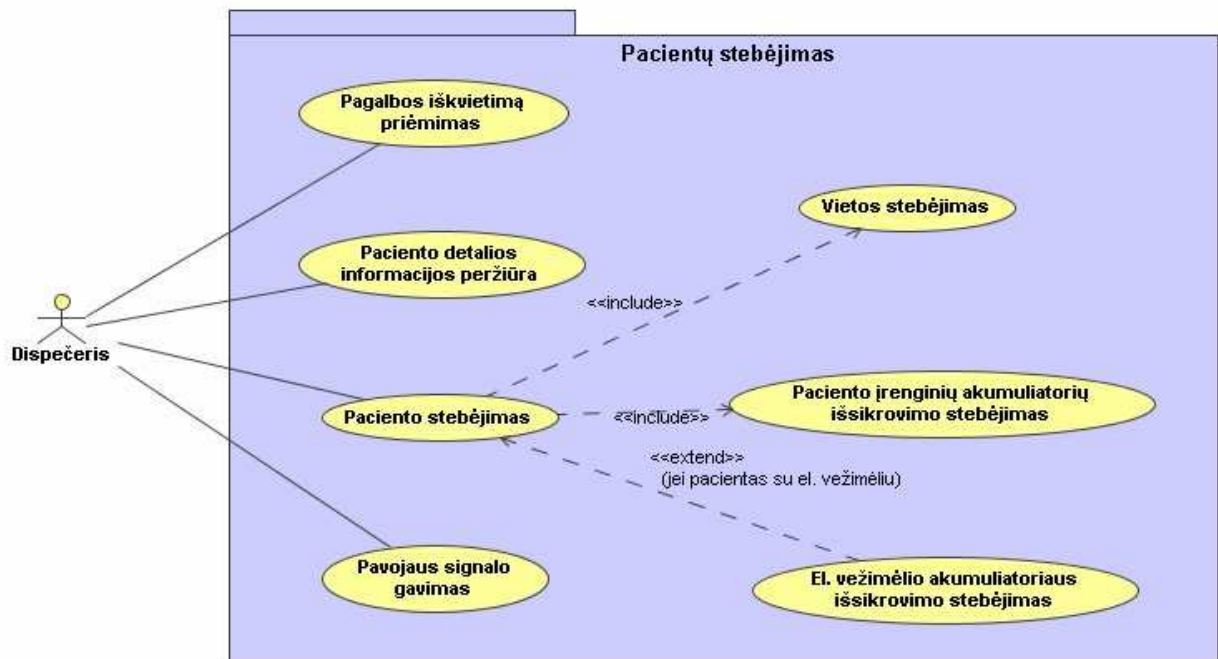 Pacientų stebėjimas
Pagalbos iškvietimą
priėmimas
Vietos stebėjimas
Paciento detalios
informacijos peržiūra
<<include>>
Dispečeris
Paciento stebėjimas
<<include>>
Paciento įrenginių akumuliatorių
išsikrovimo stebėjimas
<<extend>>
(jei pacientas su el. vežimėliu)
Pavojaus signalo
gavimas
El. vežimėlio akumuliatoriaus
išsikrovimo stebėjimas